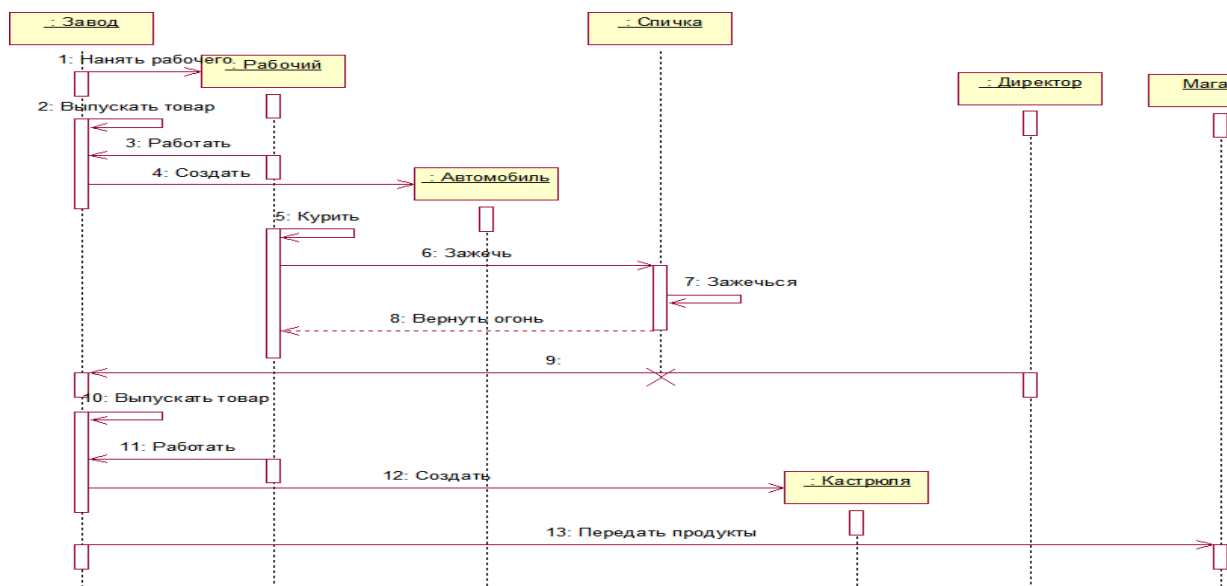 : Завод
: Спичка
1: Нанять рабочего.
: Рабочий
: Директор
Мага
2: Выпускать товар
3: Работать
4: Создать
: Автомобиль
5: Курить
6: Зажечь
7: Зажечься
8: Вернуть огонь
9:
10: Выпускать товар
11: Работать
12: Создать
: Кастрюля
13: Передать продукты